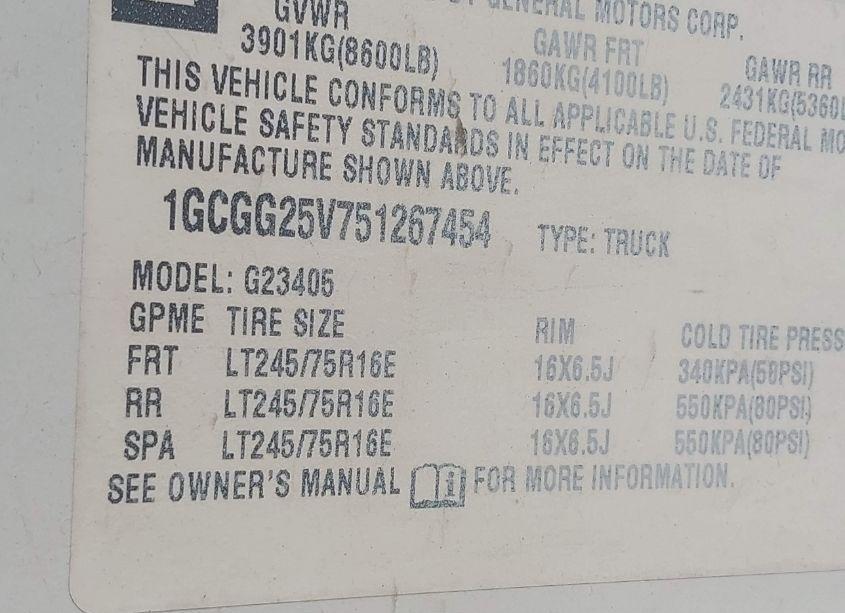 GENERAL MOTORS CORP.
GVWR GAWR FRT GAWR RR
3901KG(8600LB) 1860KG(4100LB) 2431KG(5360L
THIS VEHICLE CONFORMS TO ALL APPLICABLE U.S. FEDERAL MO
VEHICLE SAFETY STANDARDS IN EFFECT ON THE DATE OF
MANUFACTURE SHOWN ABOVE.
1GCGG25V751267454 TYPE: TRUCK
MODEL: G23405
GPME TIRE SIZE RIM COLD TIRE PRESS
FRT LT245/75R16E 16X6.5J 340KPA(50PSI)
RR LT245/75R16E 16X6.5J 550KPA(80PSI)
SPA LT245/75R16E 16X6.5J 550KPA(80PSI)
SEE OWNER'S MANUAL i FOR MORE INFORMATION.